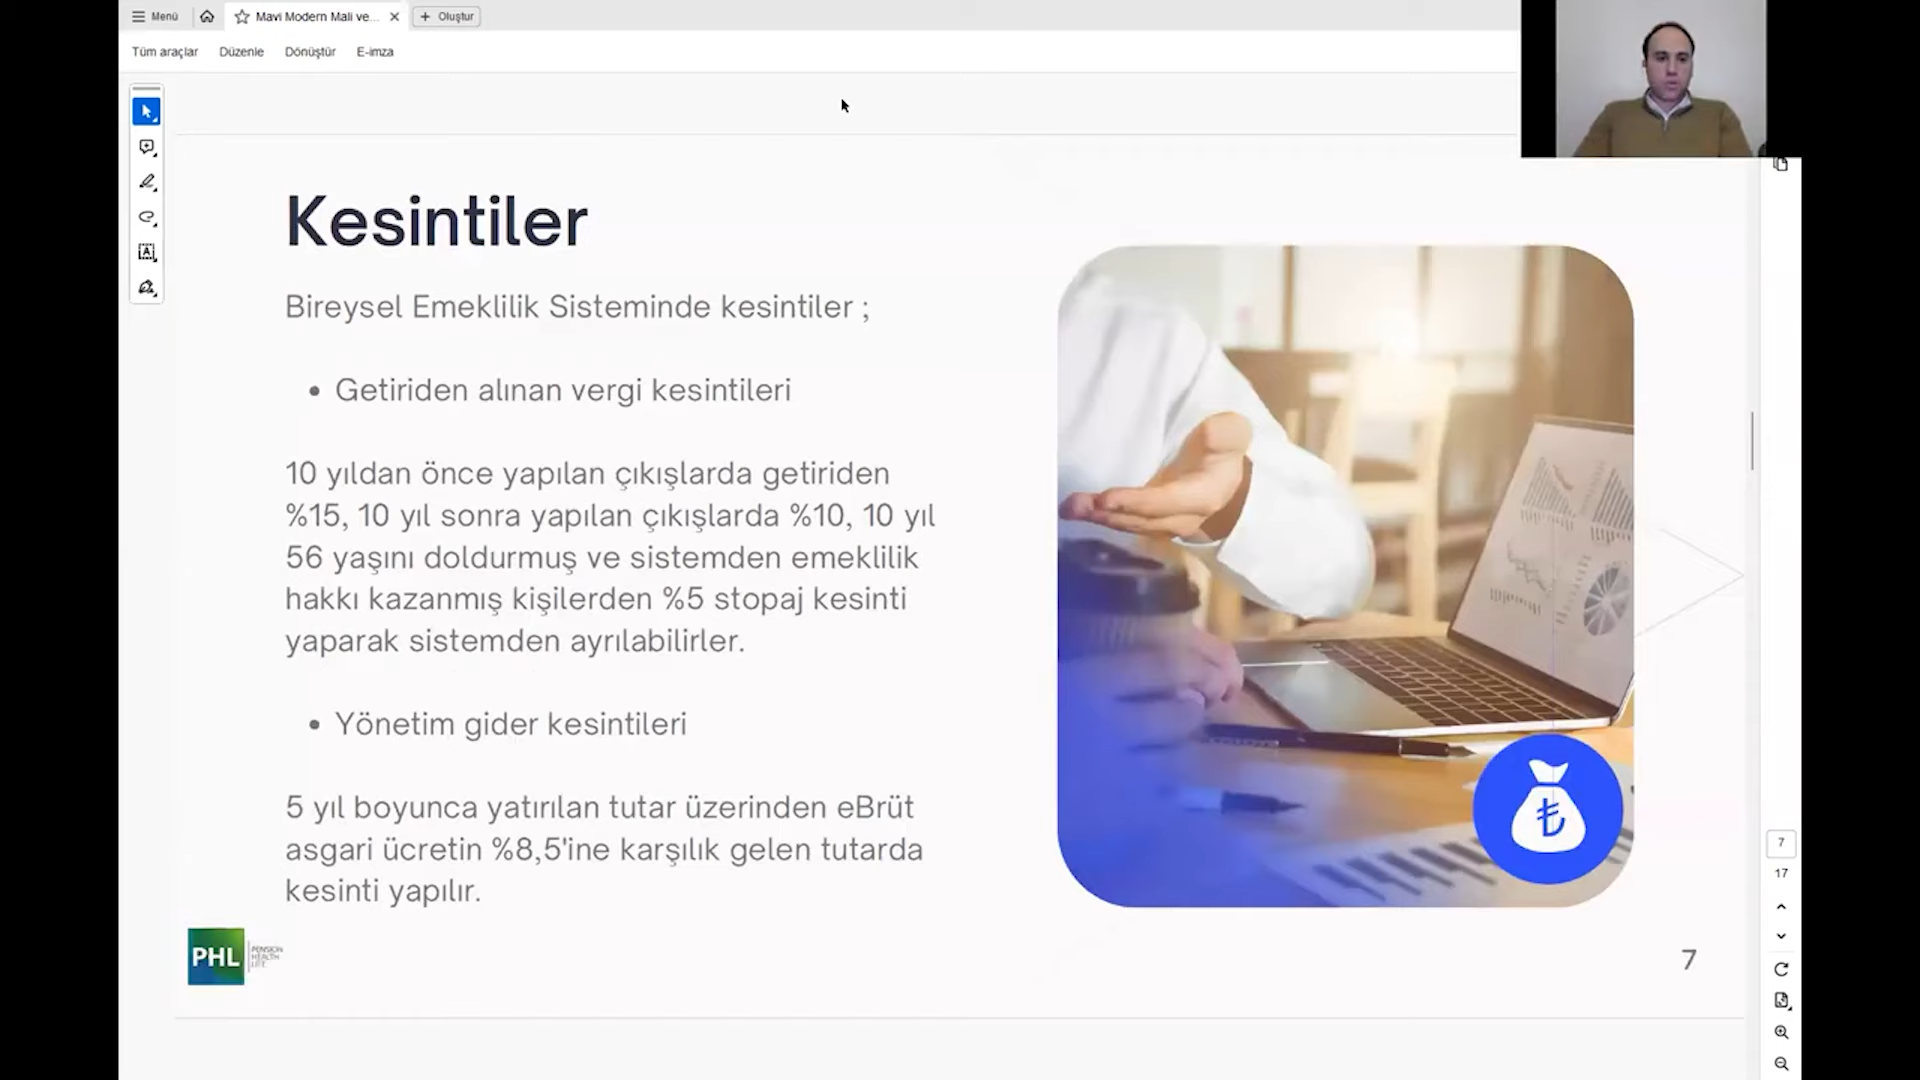 Menü
Mavi Modern Mali ve...
Oluştur
Tüm araçlar Düzenle Dönüştür E-imza
Kesintiler
Bireysel Emeklilik Sisteminde kesintiler ;
• Getiriden alınan vergi kesintileri
10 yıldan önce yapılan çıkışlarda getiriden
%15, 10 yıl sonra yapılan çıkışlarda %10, 10 yıl
56 yaşını doldurmuş ve sistemden emeklilik
hakkı kazanmış kişilerden %5 stopaj kesinti
yaparak sistemden ayrılabilirler.
• Yönetim gider kesintileri
5 yıl boyunca yatırılan tutar üzerinden eBrüt
asgari ücretin %8,5'ine karşılık gelen tutarda
kesinti yapılır.
PHL
PENSION
HEALTH
LIFE
7
7
17